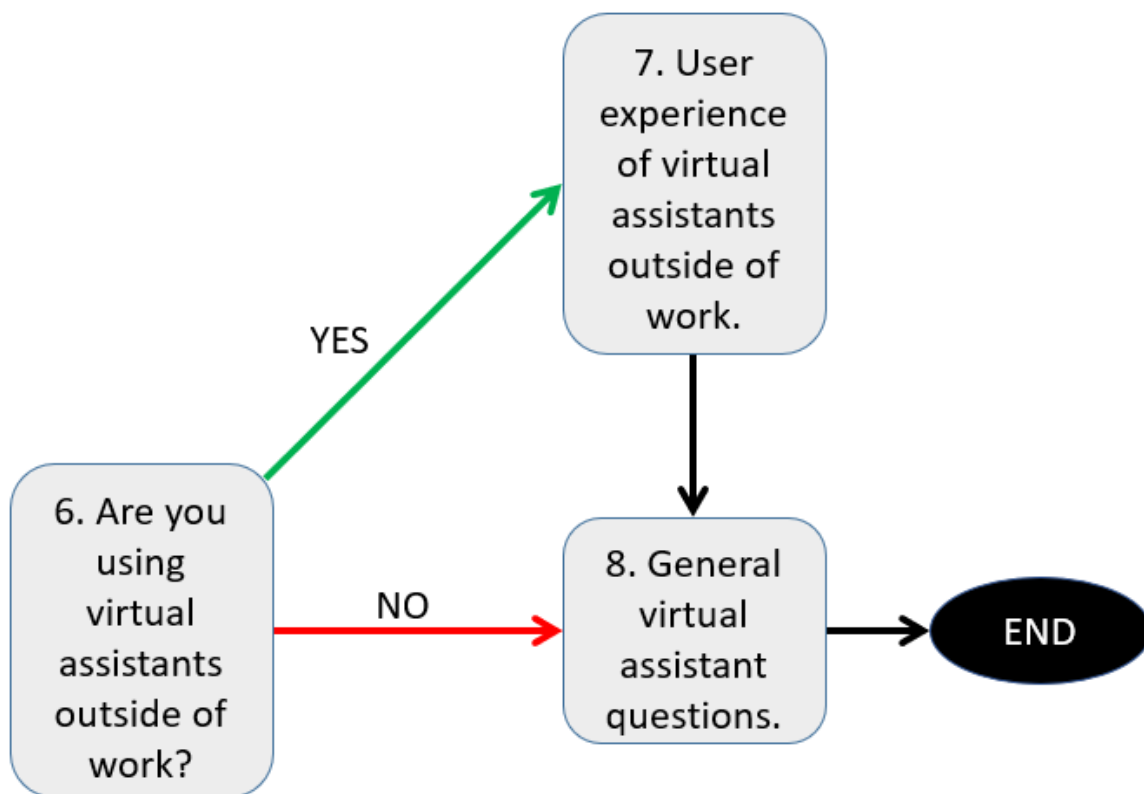 7. User
experience
of virtual
assistants
outside of
work.
YES
6. Are you
using
virtual
assistants
outside of
work?
NO
8. General
virtual
assistant
questions.
END